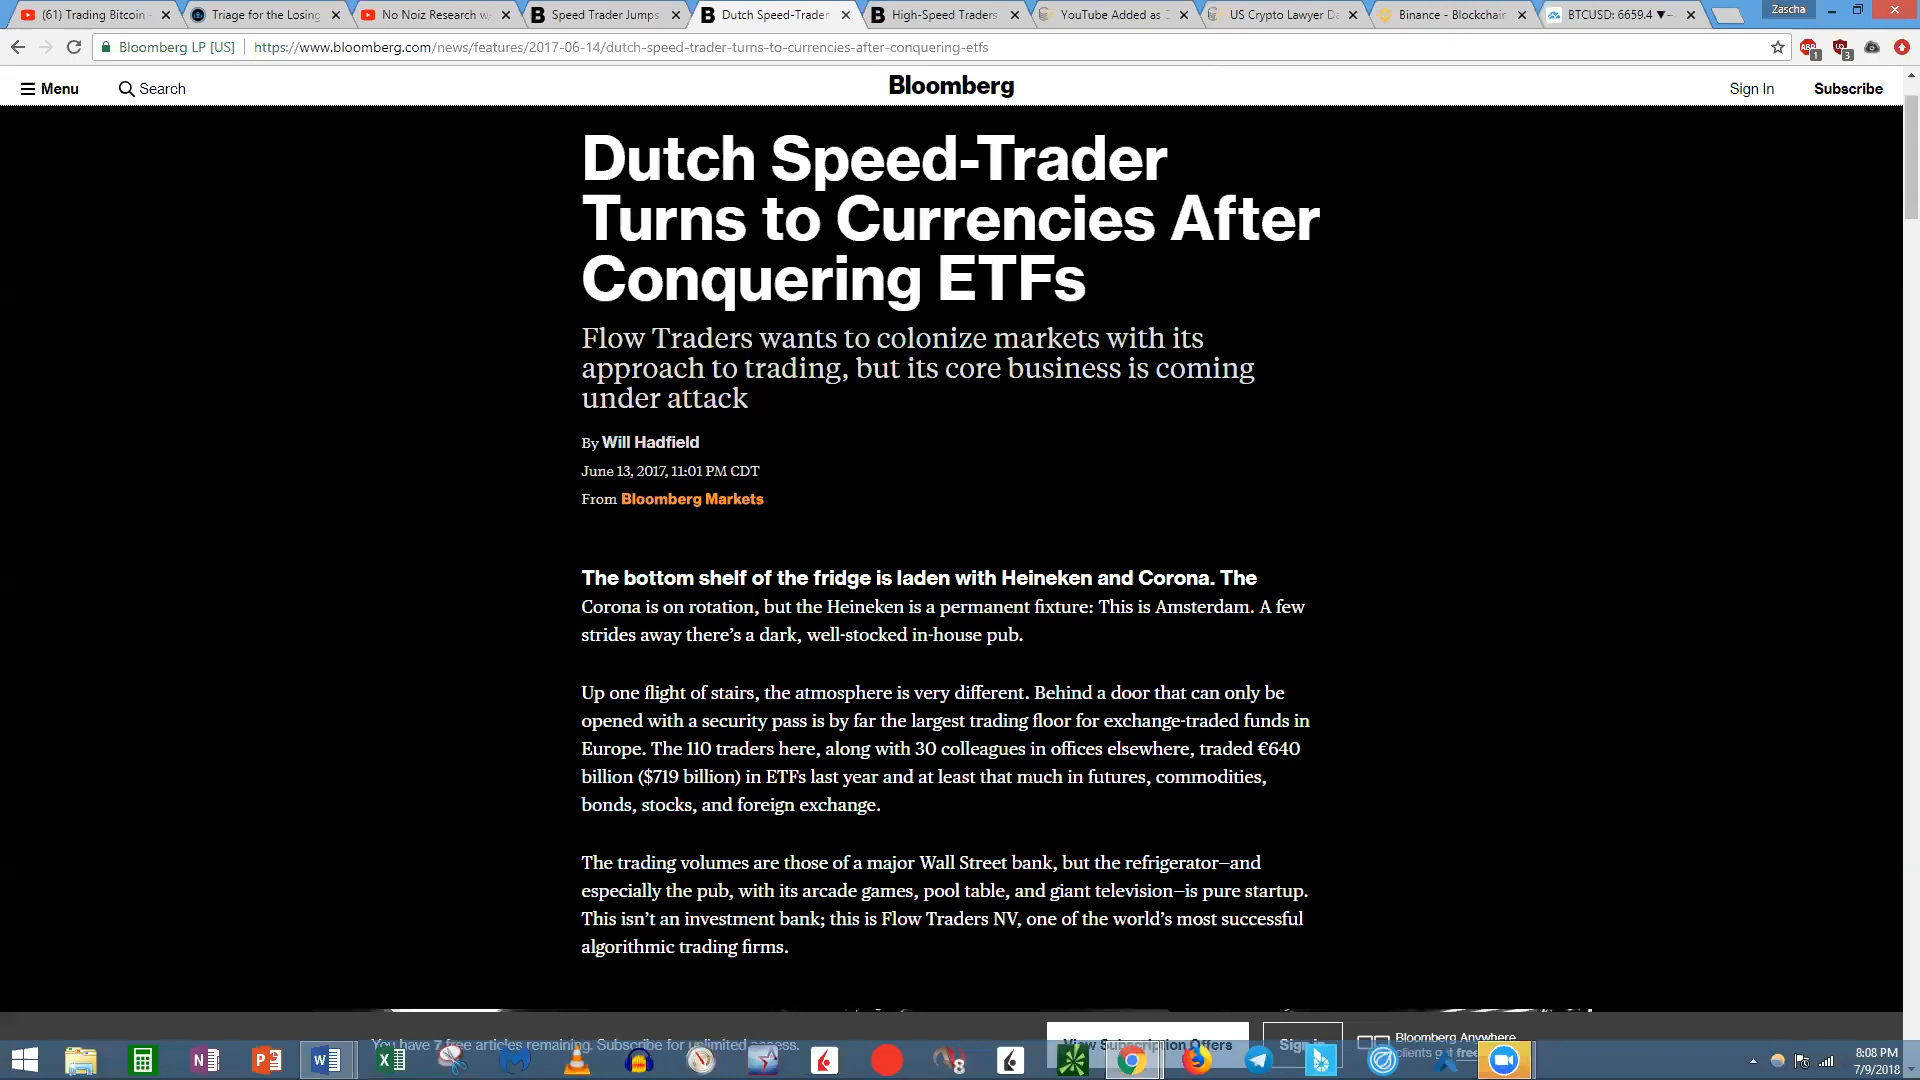 (61) Trading Bitcoin
Triage for the Losing
No Noiz Research w
Speed Trader Jumps
Dutch Speed-Trader
High-Speed Traders
YouTube Added as
US Crypto Lawyer Da
Binance - Blockchain
BTCUSD: 6659.4 ▼
Zascha
Bloomberg LP [US] https://www.bloomberg.com/news/features/2017-06-14/dutch-speed-trader-turns-to-currencies-after-conquering-etfs
Menu Search Bloomberg Sign In Subscribe
Dutch Speed-Trader
Turns to Currencies After
Conquering ETFs
Flow Traders wants to colonize markets with its
approach to trading, but its core business is coming
under attack
By Will Hadfield
June 13, 2017, 11:01 PM CDT
From Bloomberg Markets
The bottom shelf of the fridge is laden with Heineken and Corona. The
Corona is on rotation, but the Heineken is a permanent fixture: This is Amsterdam. A few
strides away there’s a dark, well-stocked in-house pub.
Up one flight of stairs, the atmosphere is very different. Behind a door that can only be
opened with a security pass is by far the largest trading floor for exchange-traded funds in
Europe. The 110 traders here, along with 30 colleagues in offices elsewhere, traded €640
billion ($719 billion) in ETFs last year and at least that much in futures, commodities,
bonds, stocks, and foreign exchange.
The trading volumes are those of a major Wall Street bank, but the refrigerator—and
especially the pub, with its arcade games, pool table, and giant television—is pure startup.
This isn’t an investment bank; this is Flow Traders NV, one of the world’s most successful
algorithmic trading firms.
You have 7 free articles remaining. Subscribe for unlimited access.
View Subscription Offers
Sign
Bloomberg Anywhere
clients get free
8:08 PM
7/9/2018